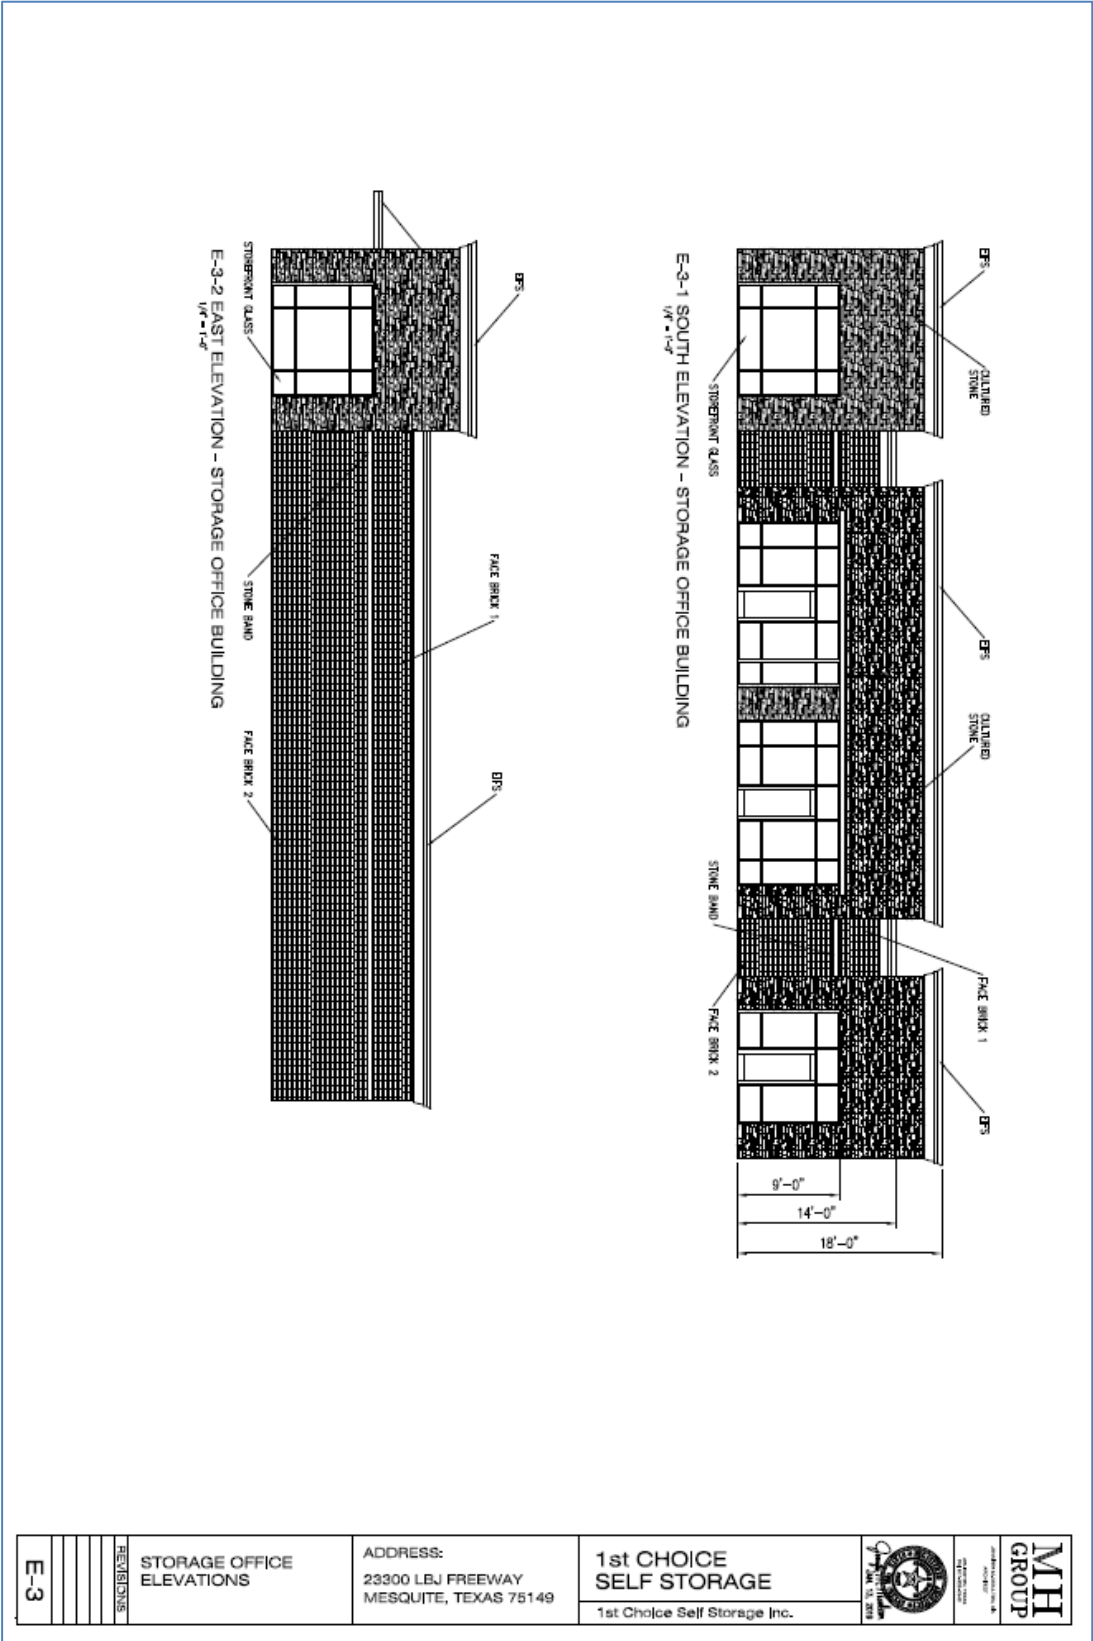 EIFS
CULTURED
STONE
EIFS
CULTURED
STONE
FACE BRICK 1
EIFS
STOREFRONT GLASS
STONE BAND
FACE BRICK 2
9'-0"
14'-0"
18'-0"
E-3-1 SOUTH ELEVATION - STORAGE OFFICE BUILDING
1/4" = 1'-0"
EIFS
FACE BRICK 1
EIFS
STOREFRONT GLASS
STONE BAND
FACE BRICK 2
E-3-2 EAST ELEVATION - STORAGE OFFICE BUILDING
1/4" = 1'-0"
MH
GROUP
1st CHOICE
SELF STORAGE
1st Choice Self Storage Inc.
ADDRESS:
23300 LBJ FREEWAY
MESQUITE, TEXAS 75149
STORAGE OFFICE
ELEVATIONS
REVISIONS
E-3